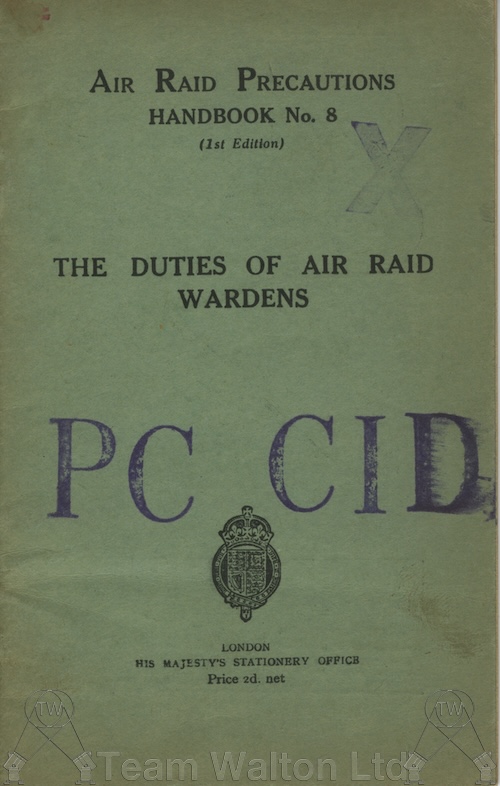 AIR RAID PRECAUTIONS
HANDBOOK No. 8
(1st Edition)
X
THE DUTIES OF AIR RAID
WARDENS
PC CID
LONDON
HIS MAJESTY'S STATIONERY OFFICE
Price 2d. net
TW TW
Team Walton Ltd